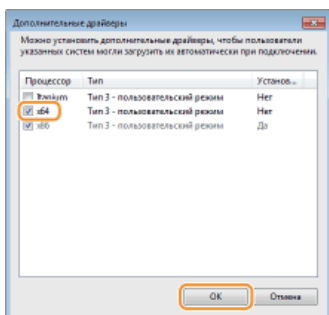 Дополнительные драйверы
Можно установить дополнительные драйверы, чтобы пользователи
указанных систем могли загрузить их автоматически при подключении.
Процессор Тип Установ...
Itanium Тип 3 - пользовательский режим Нет
x64 Тип 3 - пользовательский режим Нет
x86 Тип 3 - пользовательский режим Да
OK Отмена